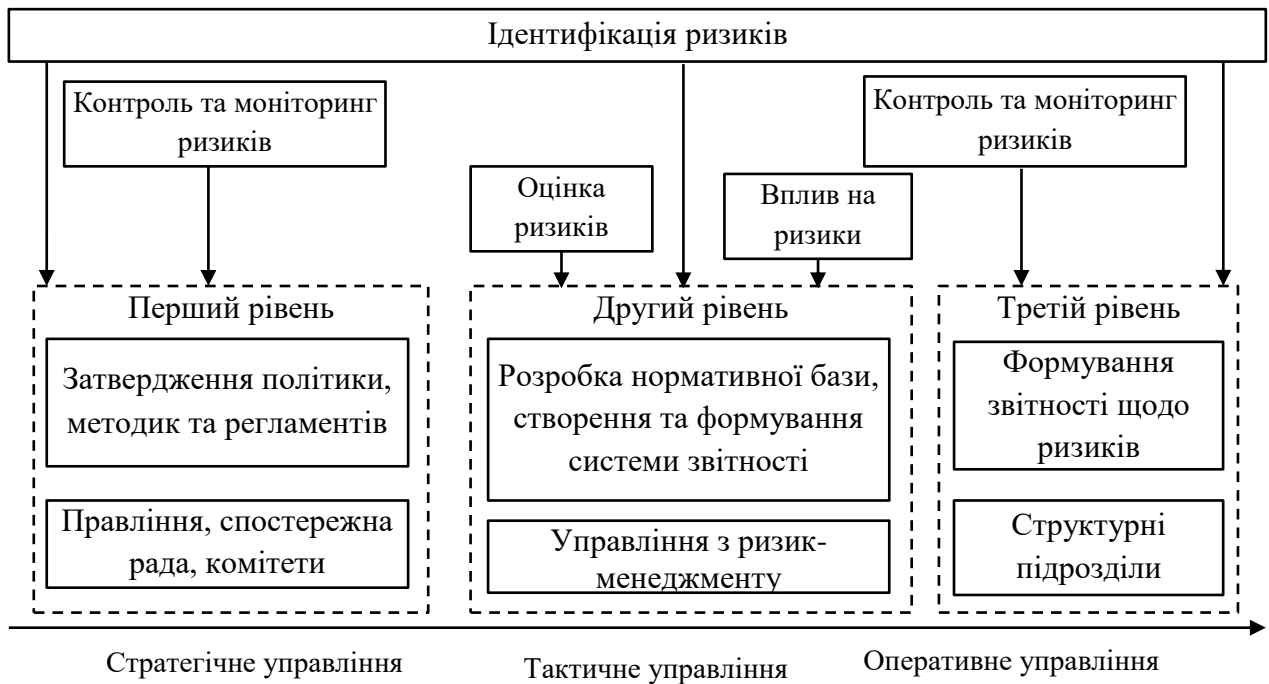 Ідентифікація ризиків
Контроль та моніторинг
ризиків
Контроль та моніторинг
ризиків
Оцінка
ризиків
Вплив на
ризики
Перший рівень
Затвердження політики,
методик та регламентів
Правління, спостережна
рада, комітети
Другий рівень
Розробка нормативної бази,
створення та формування
системи звітності
Управління з ризик-
менеджменту
Третій рівень
Формування
звітності щодо
ризиків
Структурні
підрозділи
Стратегічне управління
Тактичне управління
Оперативне управління